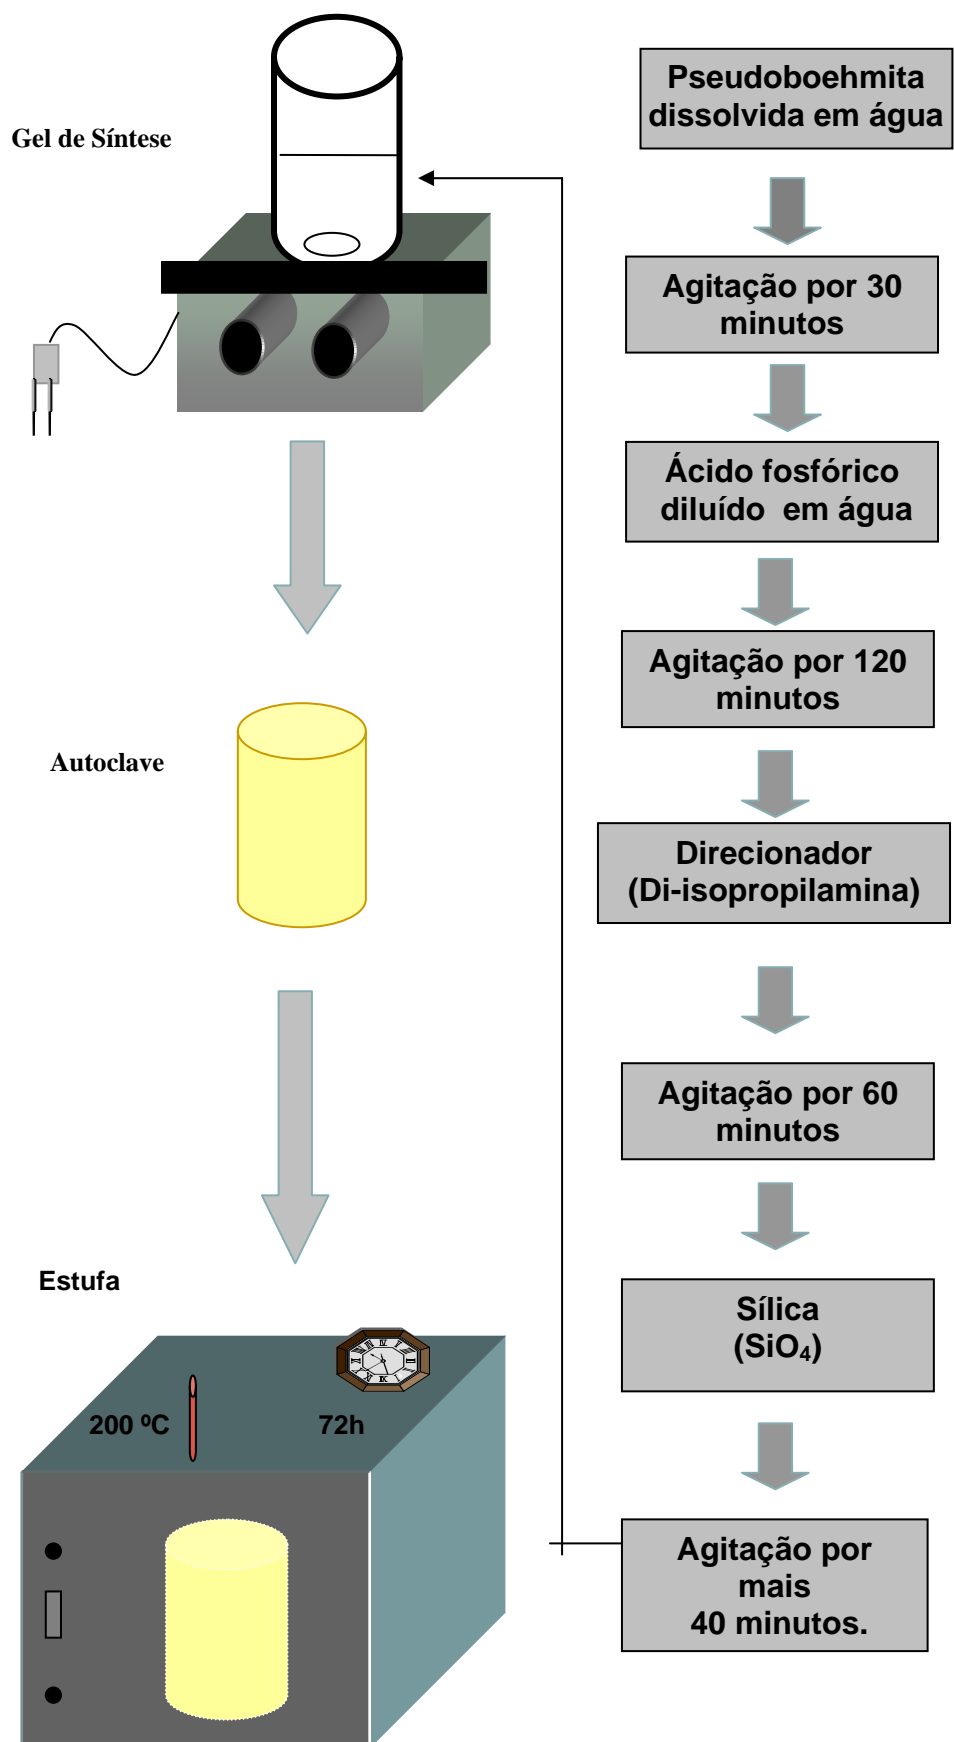 Gel de Síntese
Autoclave
Estufa
200 ºC
72h
Pseudoboehmita
dissolvida em água
Agitação por 30
minutos
Ácido fosfórico
diluído em água
Agitação por 120
minutos
Direcionador
(Di-isopropilamina)
Agitação por 60
minutos
Sílica
(SiO₄)
Agitação por
mais
40 minutos.